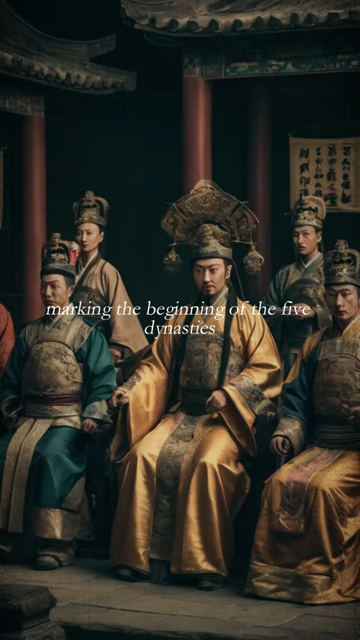 marking the beginning of the five
dynasties